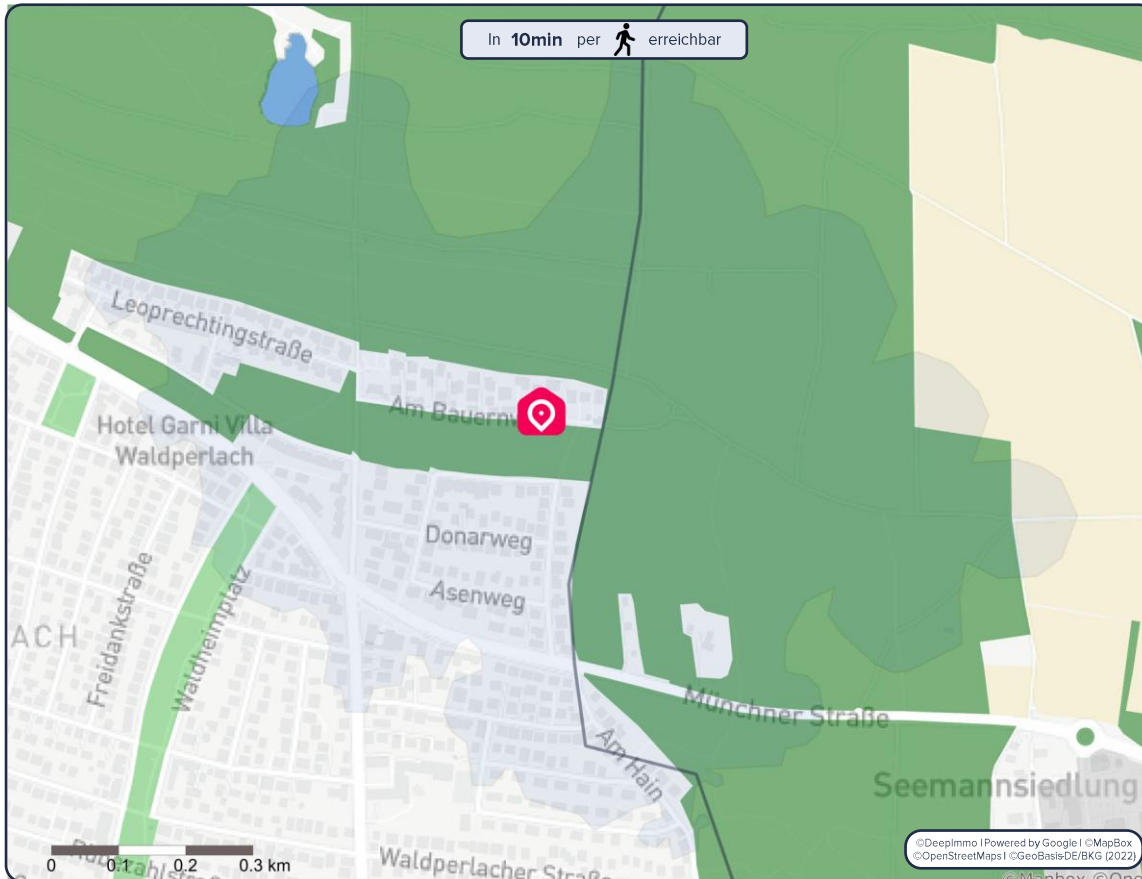 In 10min per erreichbar
Leoprechtingstraße
Am Bauernw
Hotel Garni Villa
Waldperlach
Donarweg
Asenweg
Freidankstraße
Waldheimplatz
ACH
Münchner Straße
Am Hain
Seemannsiedlung
0 0.1 0.2 0.3 km
Waldperlacher Straße
©DeepImmo | Powered by Google | ©MapBox
©OpenStreetMaps | ©GeoBasis-DE/BKG (2022)